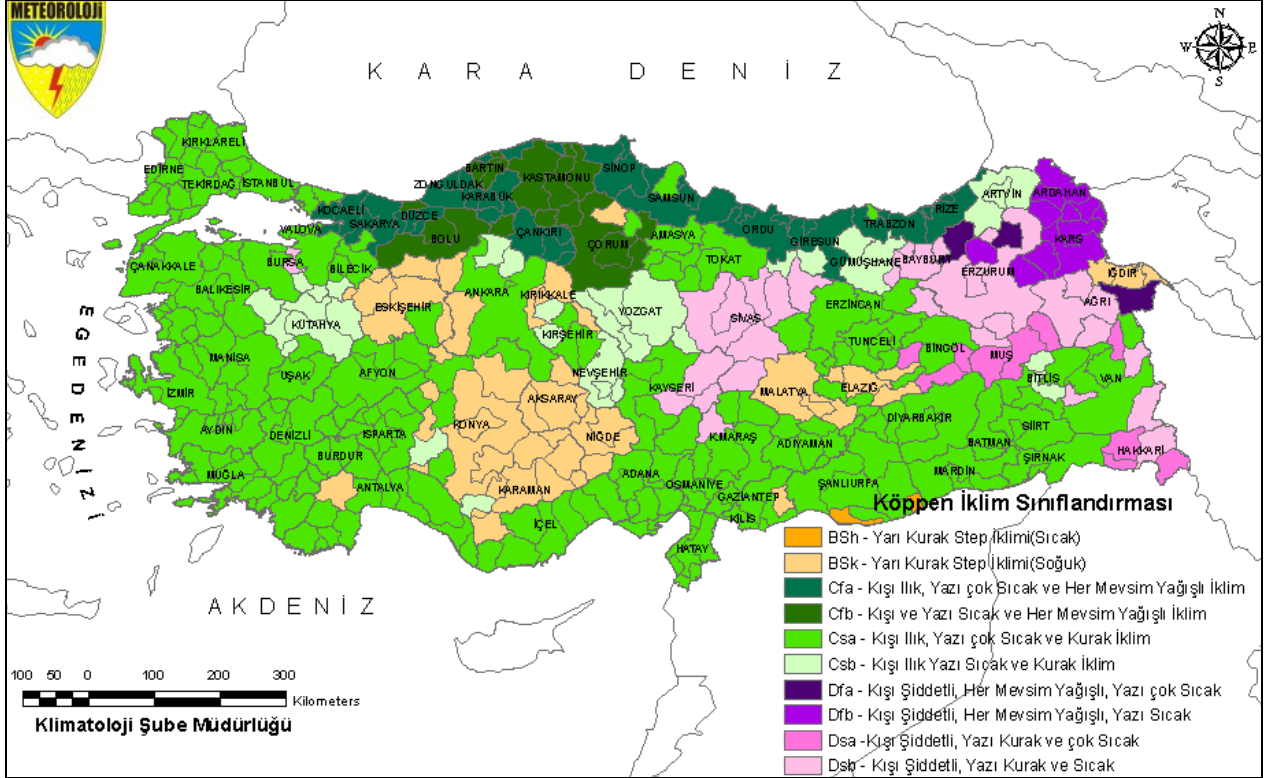 METEOROLOJİ
KARA DENİZ
N
W
E
S
KIRKLARELİ
EDİRNE
TEKİRDAĞ
İSTANBUL
KOCAELİ
YALOVA
SAKARYA
DÜZCE
ZONGULDAK
BARTIN
KARABÜK
KASTAMONU
SİNOP
SAMSUN
BOLU
ÇANKIRI
ÇORUM
AMASYA
TOKAT
ORDU
GİRESUN
TRABZON
RİZE
ARTVİN
ARDAHAN
KARS
GÜMÜŞHANE
BAYBURT
ERZURUM
IĞDIR
AĞRI
ÇANAKKALE
BALIKESİR
BURSA
BİLECİK
ESKİŞEHİR
ANKARA
KIRIKKALE
YOZGAT
SİVAS
ERZİNCAN
TUNCELİ
BİNGÖL
MUŞ
BİTLİS
VAN
KÜTAHYA
KIRŞEHİR
NEVŞEHİR
KAYSERİ
MALATYA
ELAZIĞ
DİYARBAKIR
EGE DENİZİ
MANİSA
UŞAK
AFYON
İZMİR
AKSARAY
KONYA
NİĞDE
AYDIN
DENİZLİ
ISPARTA
BURDUR
MUĞLA
ANTALYA
KARAMAN
İÇEL
ADANA
K.MARAŞ
ADIYAMAN
OSMANİYE
GAZİANTEP
KİLİS
HATAY
ŞANLIURFA
MARDİN
BATMAN
SİİRT
ŞIRNAK
HAKKARİ
AKDENİZ
Köppen İklim Sınıflandırması
BSh - Yarı Kurak Step İklimi(Sıcak)
BSk - Yarı Kurak Step İklimi(Soğuk)
Cfa - Kışı Ilık, Yazı çok Sıcak ve Her Mevsim Yağışlı İklim
Cfb - Kışı ve Yazı Sıcak ve Her Mevsim Yağışlı İklim
Csa - Kışı Ilık, Yazı çok Sıcak ve Kurak İklim
Csb - Kışı Ilık Yazı Sıcak ve Kurak İklim
Dfa - Kışı Şiddetli, Her Mevsim Yağışlı, Yazı çok Sıcak
Dfb - Kışı Şiddetli, Her Mevsim Yağışlı, Yazı Sıcak
Dsa -Kışı Şiddetli, Yazı Kurak ve çok Sıcak
Dsb - Kışı Şiddetli, Yazı Kurak ve Sıcak
100 50 0 100 200 300
Kilometers
Klimatoloji Şube Müdürlüğü